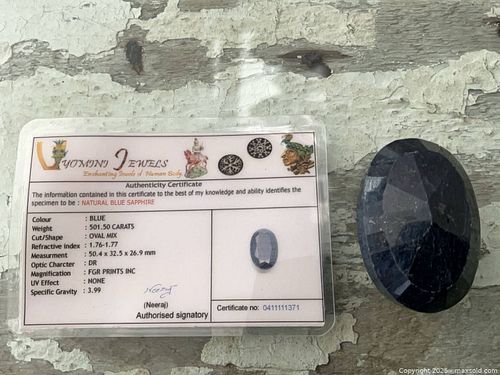 VYOMINI JEWELS
Enchanting Jewels of Human Body
Authenticity Certificate
The information contained in this certificate to the best of my knowledge and ability identifies the
specimen to be : NATURAL BLUE SAPPHIRE
Colour : BLUE
Weight : 501.50 CARATS
Cut/Shape : OVAL MIX
Refractive Index : 1.76-1.77
Measurement : 50.4 x 32.5 x 26.9 mm
Optic Charcter : DR
Magnification : FGR PRINTS INC
UV Effect : NONE
Specific Gravity : 3.99
Neeraj
(Neeraj)
Authorised signatory
Certificate no: 0411111371
Copyright 2025 - maxsold.com